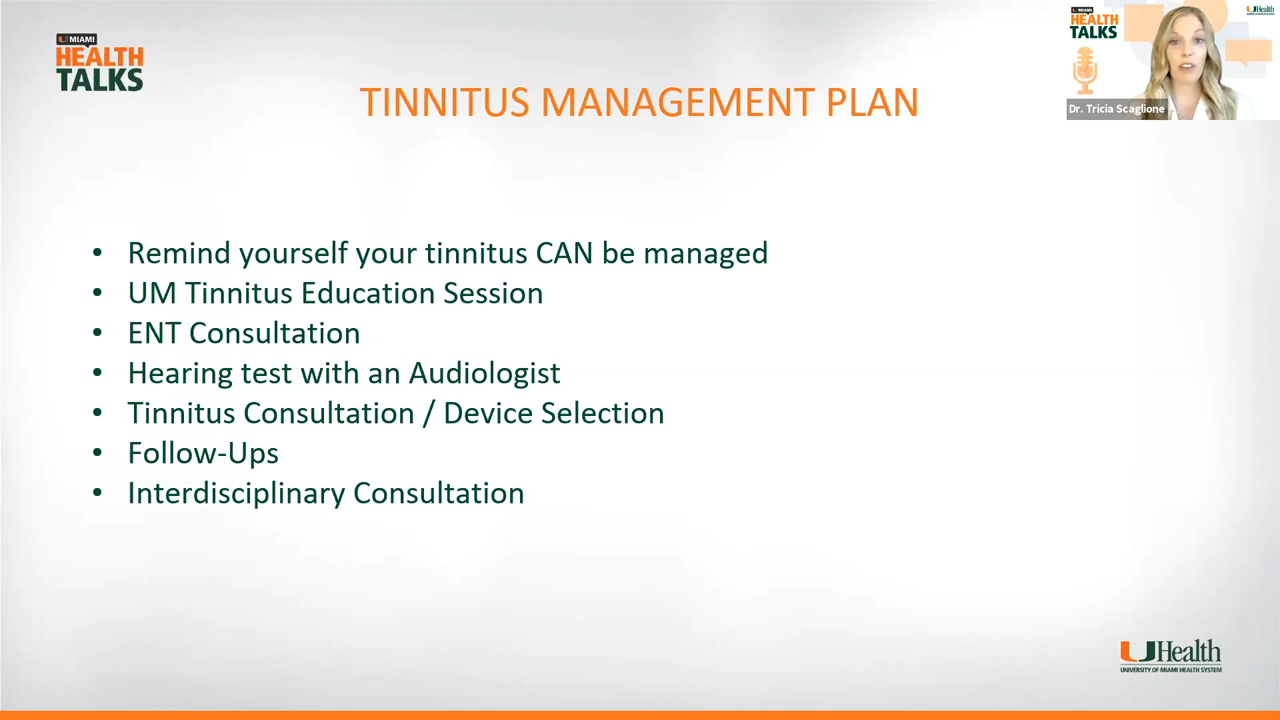 MIAMI
HEALTH
TALKS
TINNITUS MANAGEMENT PLAN
MIAMI
HEALTH
TALKS
UHealth
Dr. Tricia Scaglione
• Remind yourself your tinnitus CAN be managed
• UM Tinnitus Education Session
• ENT Consultation
• Hearing test with an Audiologist
• Tinnitus Consultation / Device Selection
• Follow-Ups
• Interdisciplinary Consultation
UHealth
UNIVERSITY OF MIAMI HEALTH SYSTEM